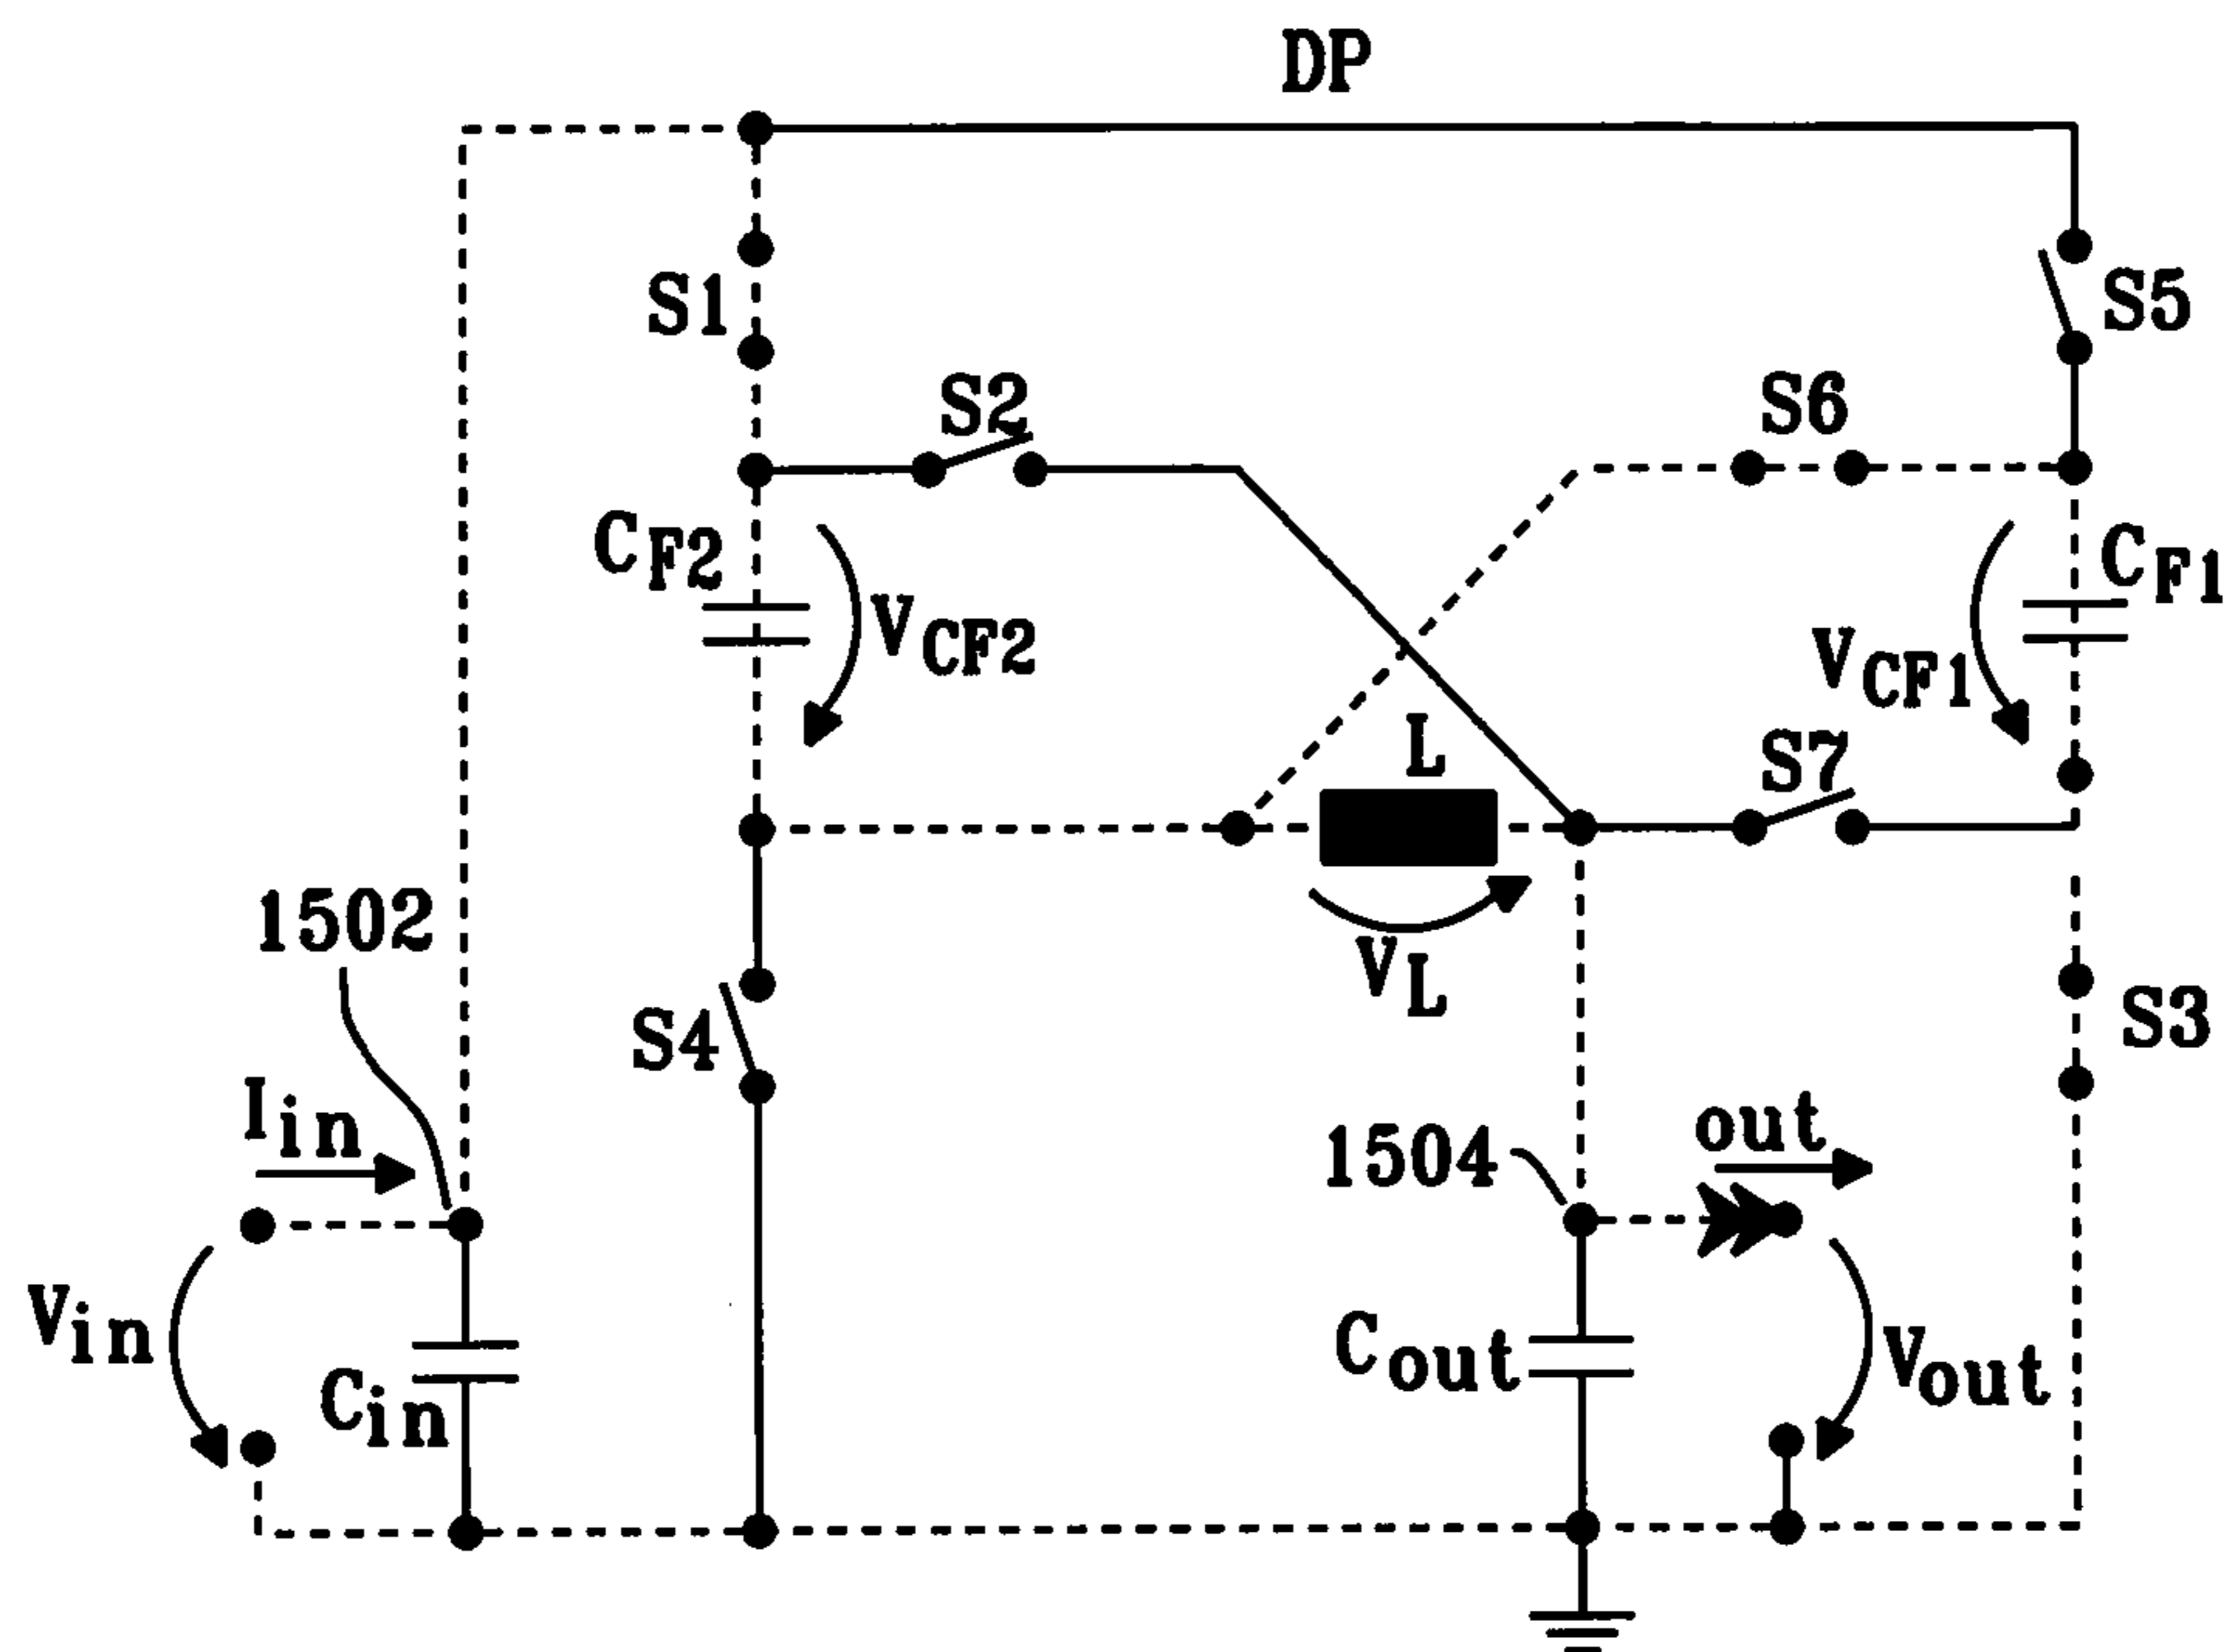 DP
S1
S5
S2
S6
CF2
CF1
VCF2
VCF1
L
S7
1502
VL
S4
S3
Iin
out
1504
Vin
Cin
Cout
Vout